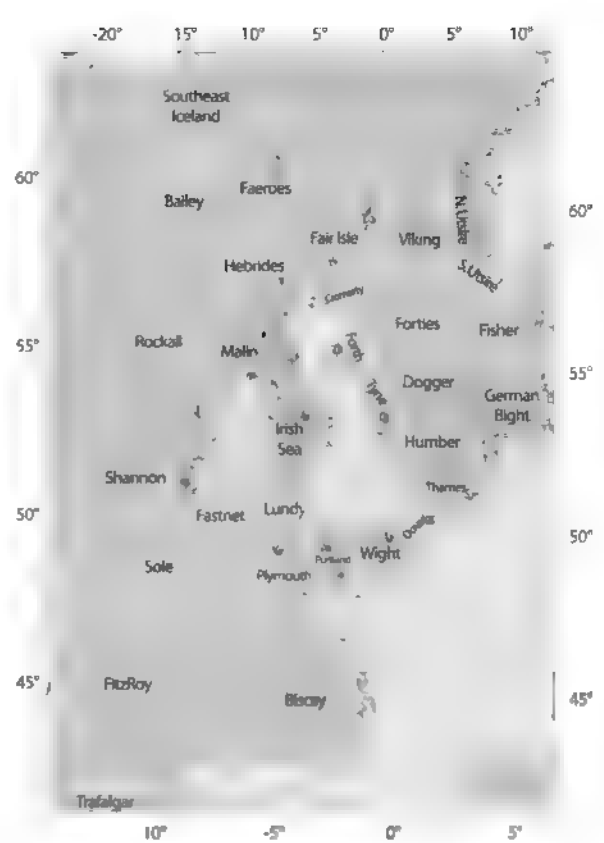 -20° 15° 10° 5° 0° 5° 10°
Southeast
Iceland
60°
Faeroes
Bailey
60°
N. Utsire
Fair Isle
Viking
Hebrides
S. Utsire
Cromarty
Forties
Fisher
Rockall
55°
Malin
Forth
55°
Dogger
Tyne
German
Bight
Irish
Sea
Humber
Shannon
Thames
50°
Fastnet
Lundy
Dover
50°
Wight
Portland
Sole
Plymouth
45°
FitzRoy
Biscay
45°
Trafalgar
10° -5° 0° 5°